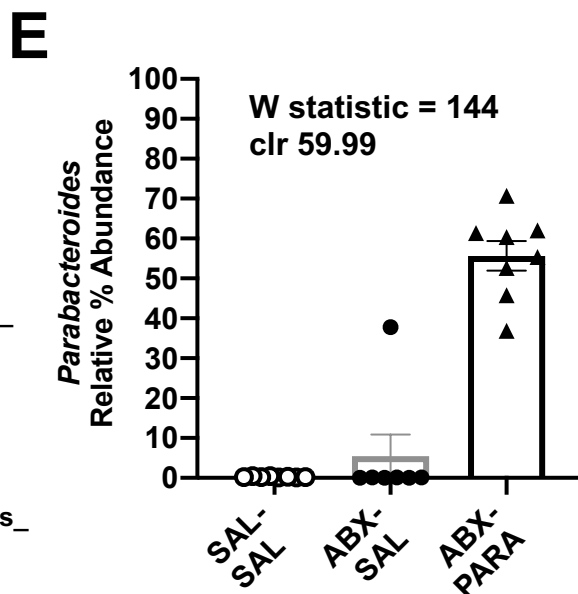 E
Parabacteroides
Relative % Abundance
100
90
80
70
60
50
40
30
20
10
0
W statistic = 144
clr 59.99
_
s_
SAL-
SAL
ABX-
SAL
ABX-
PARA